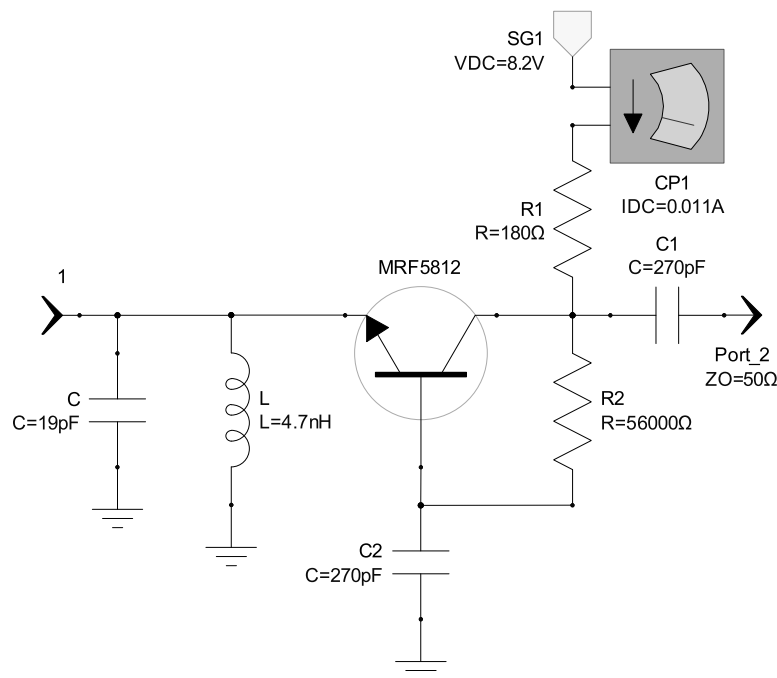 SG1
VDC=8.2V
CP1
IDC=0.011A
R1
R=180Ω
C1
C=270pF
MRF5812
1
Port_2
ZO=50Ω
C
C=19pF
L
L=4.7nH
R2
R=56000Ω
C2
C=270pF